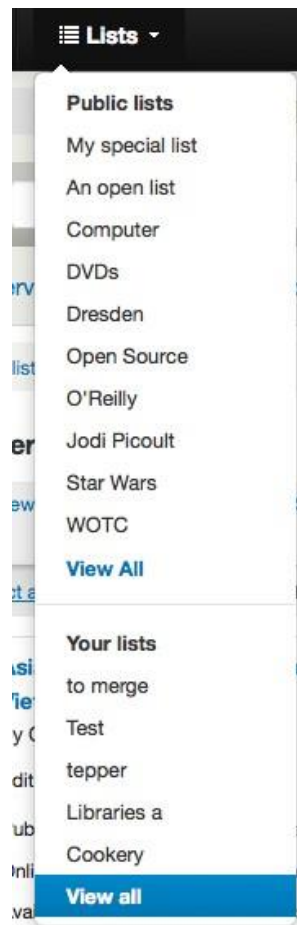 Lists
Public lists
My special list
An open list
Computer
DVDs
Dresden
Open Source
O'Reilly
Jodi Picoult
Star Wars
WOTC
View All
Your lists
to merge
Test
tepper
Libraries a
Cookery
View all